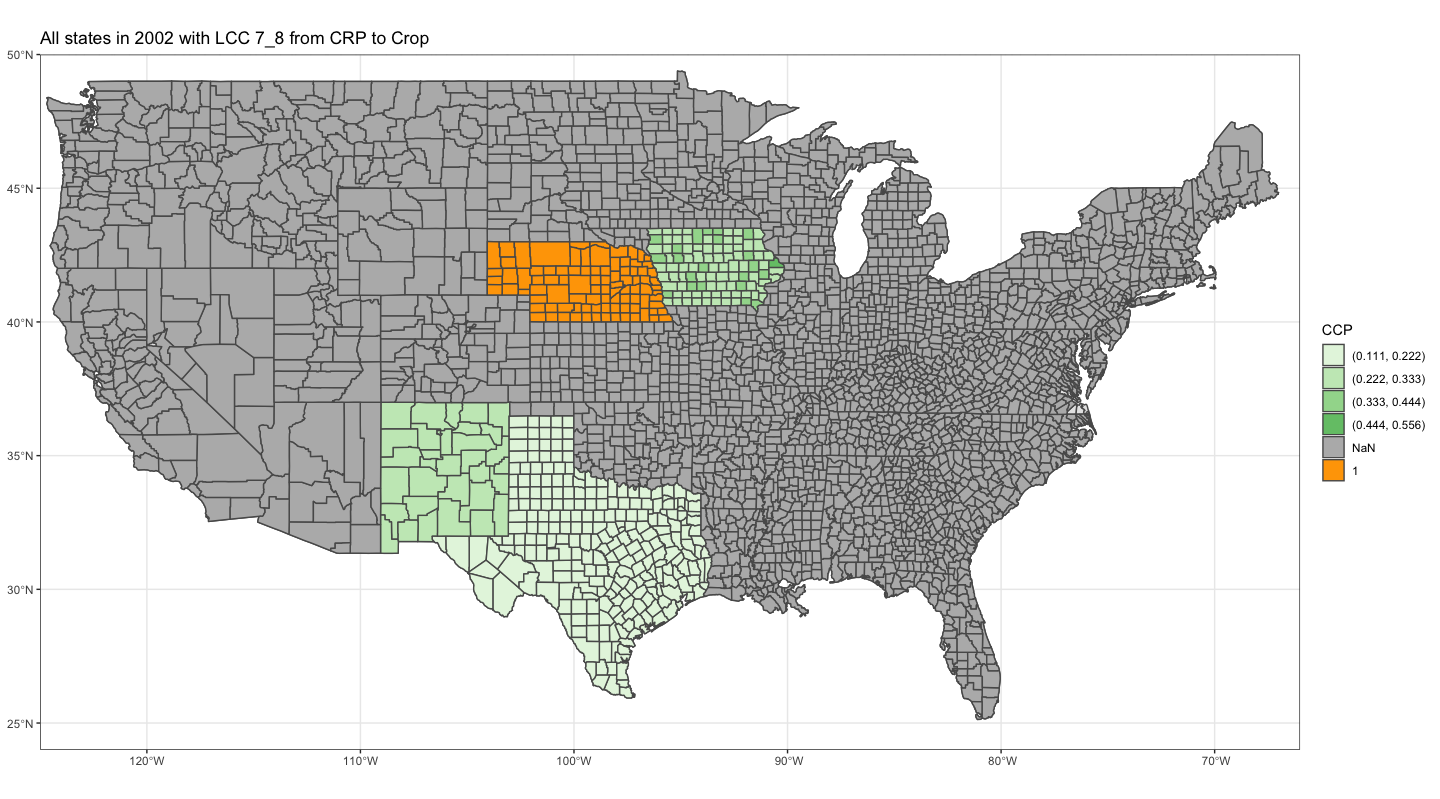 All states in 2002 with LCC 7_8 from CRP to Crop
50°N
45°N
40°N
35°N
30°N
25°N
120°W
110°W
100°W
90°W
80°W
70°W
CCP
(0.111, 0.222)
(0.222, 0.333)
(0.333, 0.444)
(0.444, 0.556)
NaN
1